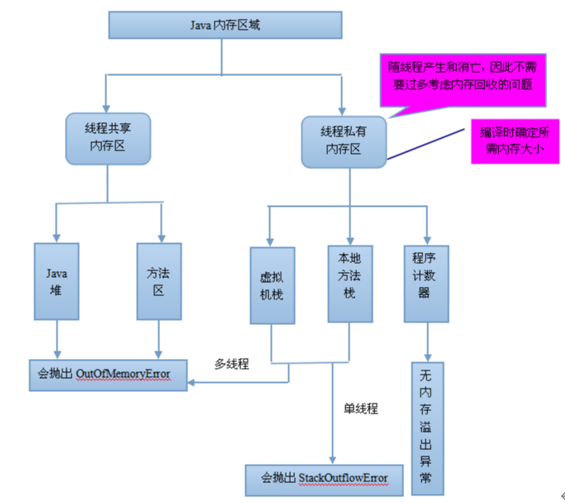 Java 内存区域
随线程产生和消亡，因此不需
要过多考虑内存回收的问题
线程共享
内存区
线程私有
内存区
编译时确定所
需内存大小
Java
堆
方法
区
虚拟
机栈
本地
方法
栈
程序
计数
器
会抛出 OutOfMemoryError
多线程
单线程
无
内
存
溢
出
异
常
会抛出 StackOutflowError